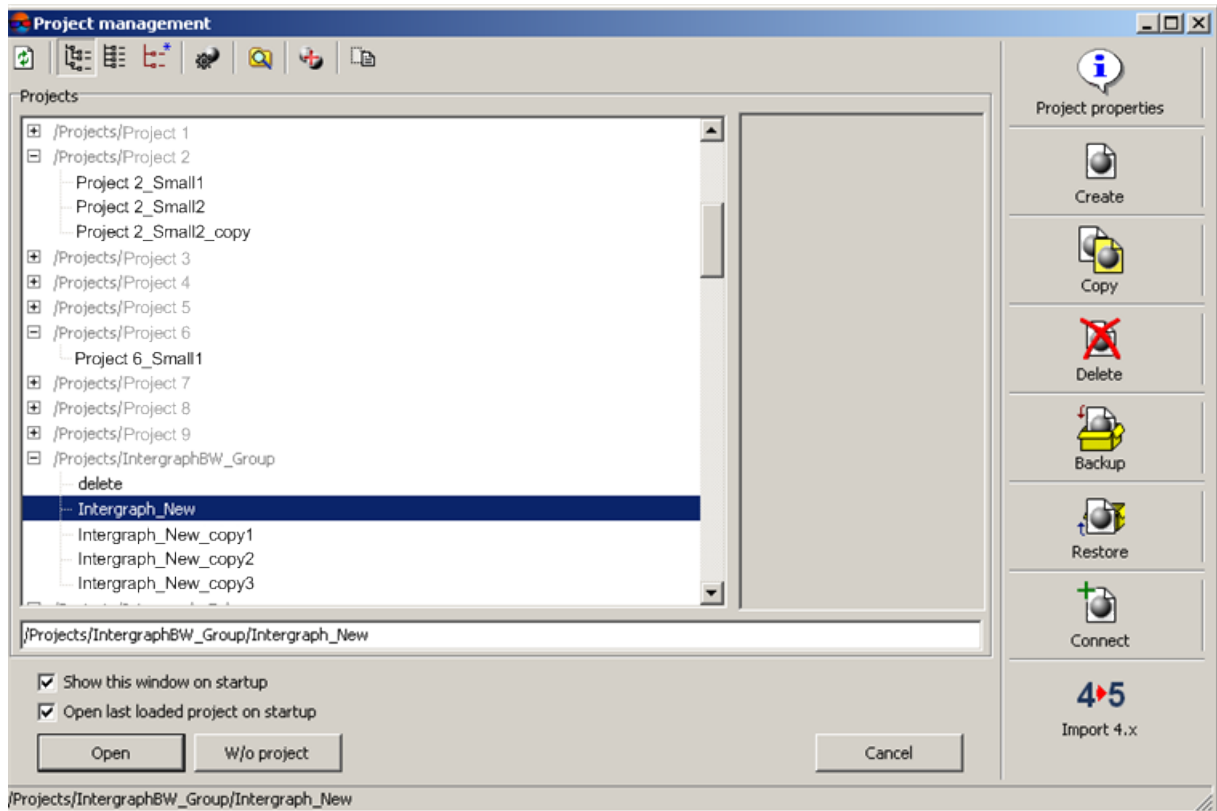 Project management
Projects
/Projects/Project 1
/Projects/Project 2
Project 2_Small1
Project 2_Small2
Project 2_Small2_copy
/Projects/Project 3
/Projects/Project 4
/Projects/Project 5
/Projects/Project 6
Project 6_Small1
/Projects/Project 7
/Projects/Project 8
/Projects/Project 9
/Projects/IntergraphBW_Group
delete
Intergraph_New
Intergraph_New_copy1
Intergraph_New_copy2
Intergraph_New_copy3
/Projects/IntergraphBW_Group/Intergraph_New
Show this window on startup
Open last loaded project on startup
Open
W/o project
Cancel
/Projects/IntergraphBW_Group/Intergraph_New
Project properties
Create
Copy
Delete
Backup
Restore
Connect
4 5
Import 4.x